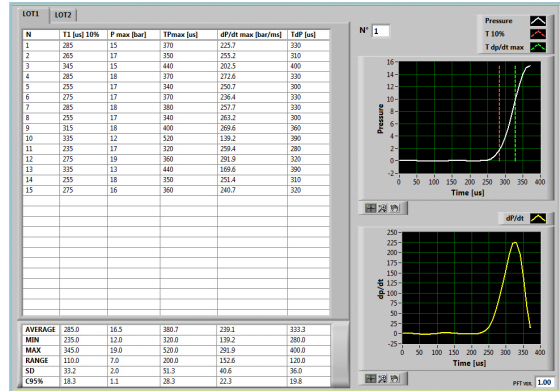 LOT1 LOT2
N T1 [us] 10% P max [bar] TPmax [us] dP/dt max [bar/ms] TdP [us]
1 285 15 370 225.7 330
2 265 17 350 255.2 310
3 345 15 440 202.5 400
4 285 18 370 272.6 330
5 255 17 340 250.7 300
6 275 17 370 236.4 330
7 285 18 380 257.7 330
8 255 17 340 263.2 300
9 315 18 400 269.6 360
10 335 12 520 139.2 390
11 235 17 320 259.4 280
12 275 19 360 291.9 320
13 335 13 440 169.6 390
14 255 18 350 251.4 310
15 275 16 360 240.7 320
AVERAGE 285.0 16.5 380.7 239.1 333.3
MIN 235.0 12.0 320.0 139.2 280.0
MAX 345.0 19.0 520.0 291.9 400.0
RANGE 110.0 7.0 200.0 152.6 120.0
SD 33.2 2.0 51.3 40.6 36.0
C95% 18.3 1.1 28.3 22.3 19.8
N° 1
Pressure
T 10%
T dp/dt max
16
14
12
10
8
6
4
2
0
-2
Pressure
0 50 100 150 200 250 300 350 400
Time [us]
dP/dt
250
225
200
175
150
125
100
75
50
25
0
-25
dp/dt
0 50 100 150 200 250 300 350 400
Time [us]
PFT ver. 1.00